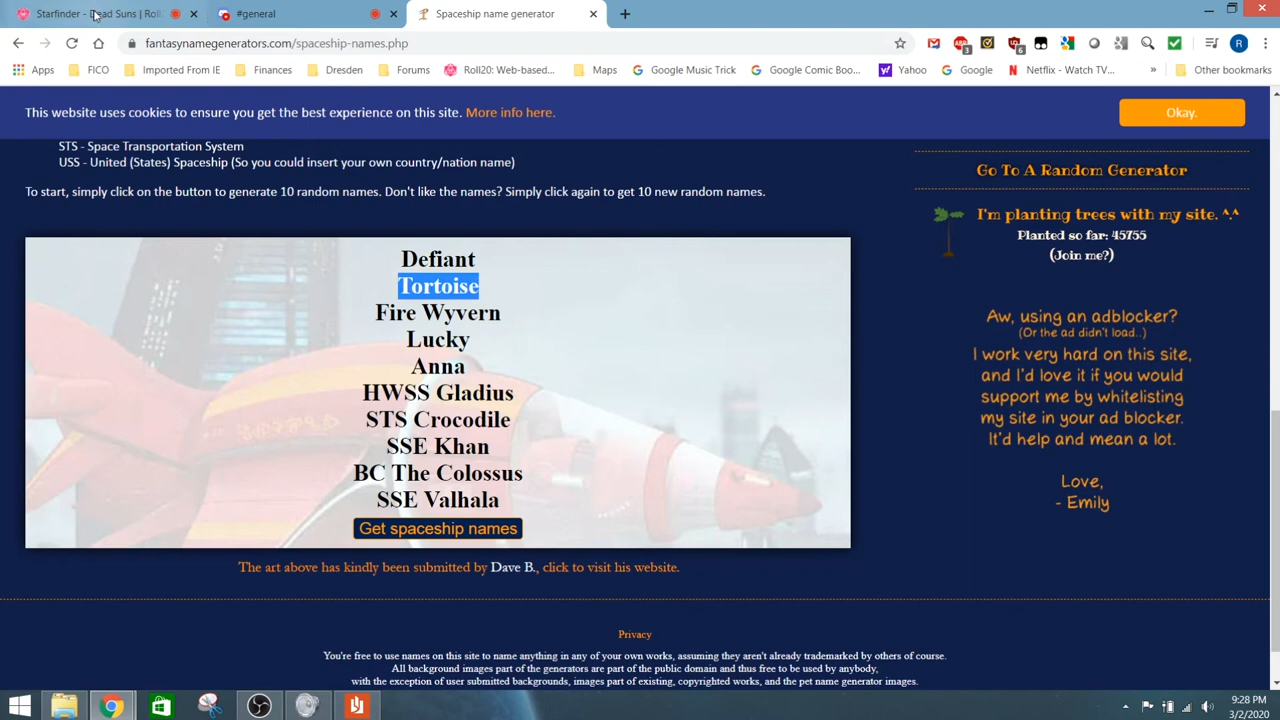 Starfinder - Dead Suns | Roll
#general
Spaceship name generator
fantasynamegenerators.com/spaceship-names.php
3
6
R
Apps
FICO
Imported From IE
Finances
Dresden
Forums
Roll20: Web-based...
Maps
Google Music Trick
Google Comic Boo...
Yahoo
Google
Netflix - Watch TV...
»
Other bookmarks
This website uses cookies to ensure you get the best experience on this site. More info here.
Okay.
STS - Space Transportation System
USS - United (States) Spaceship (So you could insert your own country/nation name)
To start, simply click on the button to generate 10 random names. Don't like the names? Simply click again to get 10 new random names.
Defiant
Tortoise
Fire Wyvern
Lucky
Anna
HWSS Gladius
STS Crocodile
SSE Khan
BC The Colossus
SSE Valhala
Get spaceship names
The art above has kindly been submitted by Dave B., click to visit his website.
Go To A Random Generator
I'm planting trees with my site. ^.^
Planted so far: 45755
(Join me?)
Aw, using an adblocker?
(Or the ad didn't load..)
I work very hard on this site,
and I'd love it if you would
support me by whitelisting
my site in your ad blocker.
It'd help and mean a lot.
Love,
- Emily
Privacy
You're free to use names on this site to name anything in any of your own works, assuming they aren't already trademarked by others of course.
All background images part of the generators are part of the public domain and thus free to be used by anybody,
with the exception of user submitted backgrounds, images part of existing, copyrighted works, and the pet name generator images.
9:28 PM
3/2/2020